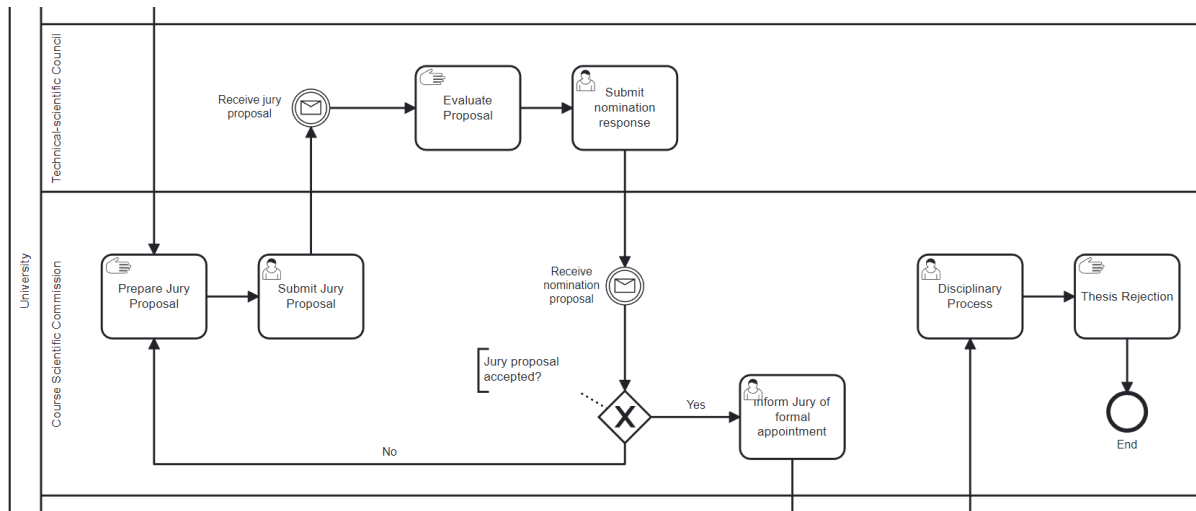 University
Technical-scientific Council
Receive jury
proposal
Evaluate
Proposal
Submit
nomination
response
Course Scientific Commission
Prepare Jury
Proposal
Submit Jury
Proposal
Receive
nomination
proposal
Jury proposal
accepted?
X
Yes
No
Inform Jury of
formal
appointment
Disciplinary
Process
Thesis Rejection
End